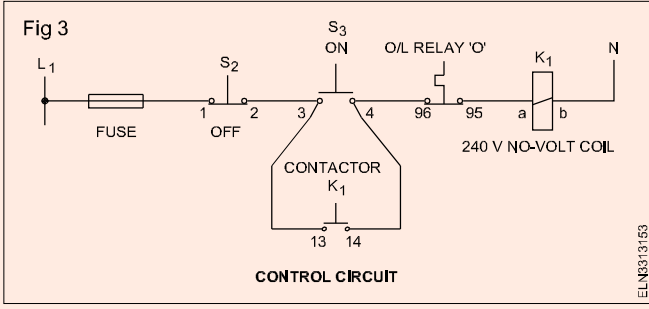 Fig 3
L1
S2
S3
ON
O/L RELAY 'O'
K1
N
FUSE
1
2
OFF
3
4
96
95
a
b
240 V NO-VOLT COIL
CONTACTOR
K1
13
14
CONTROL CIRCUIT
ELN3313153